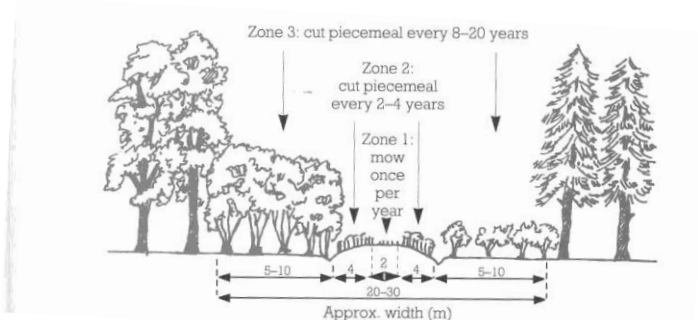 Zone 3: cut piecemeal every 8–20 years
Zone 2:
cut piecemeal
every 2–4 years
Zone 1:
mow
once
per
year
5–10
4
2
4
5–10
20–30
Approx. width (m)